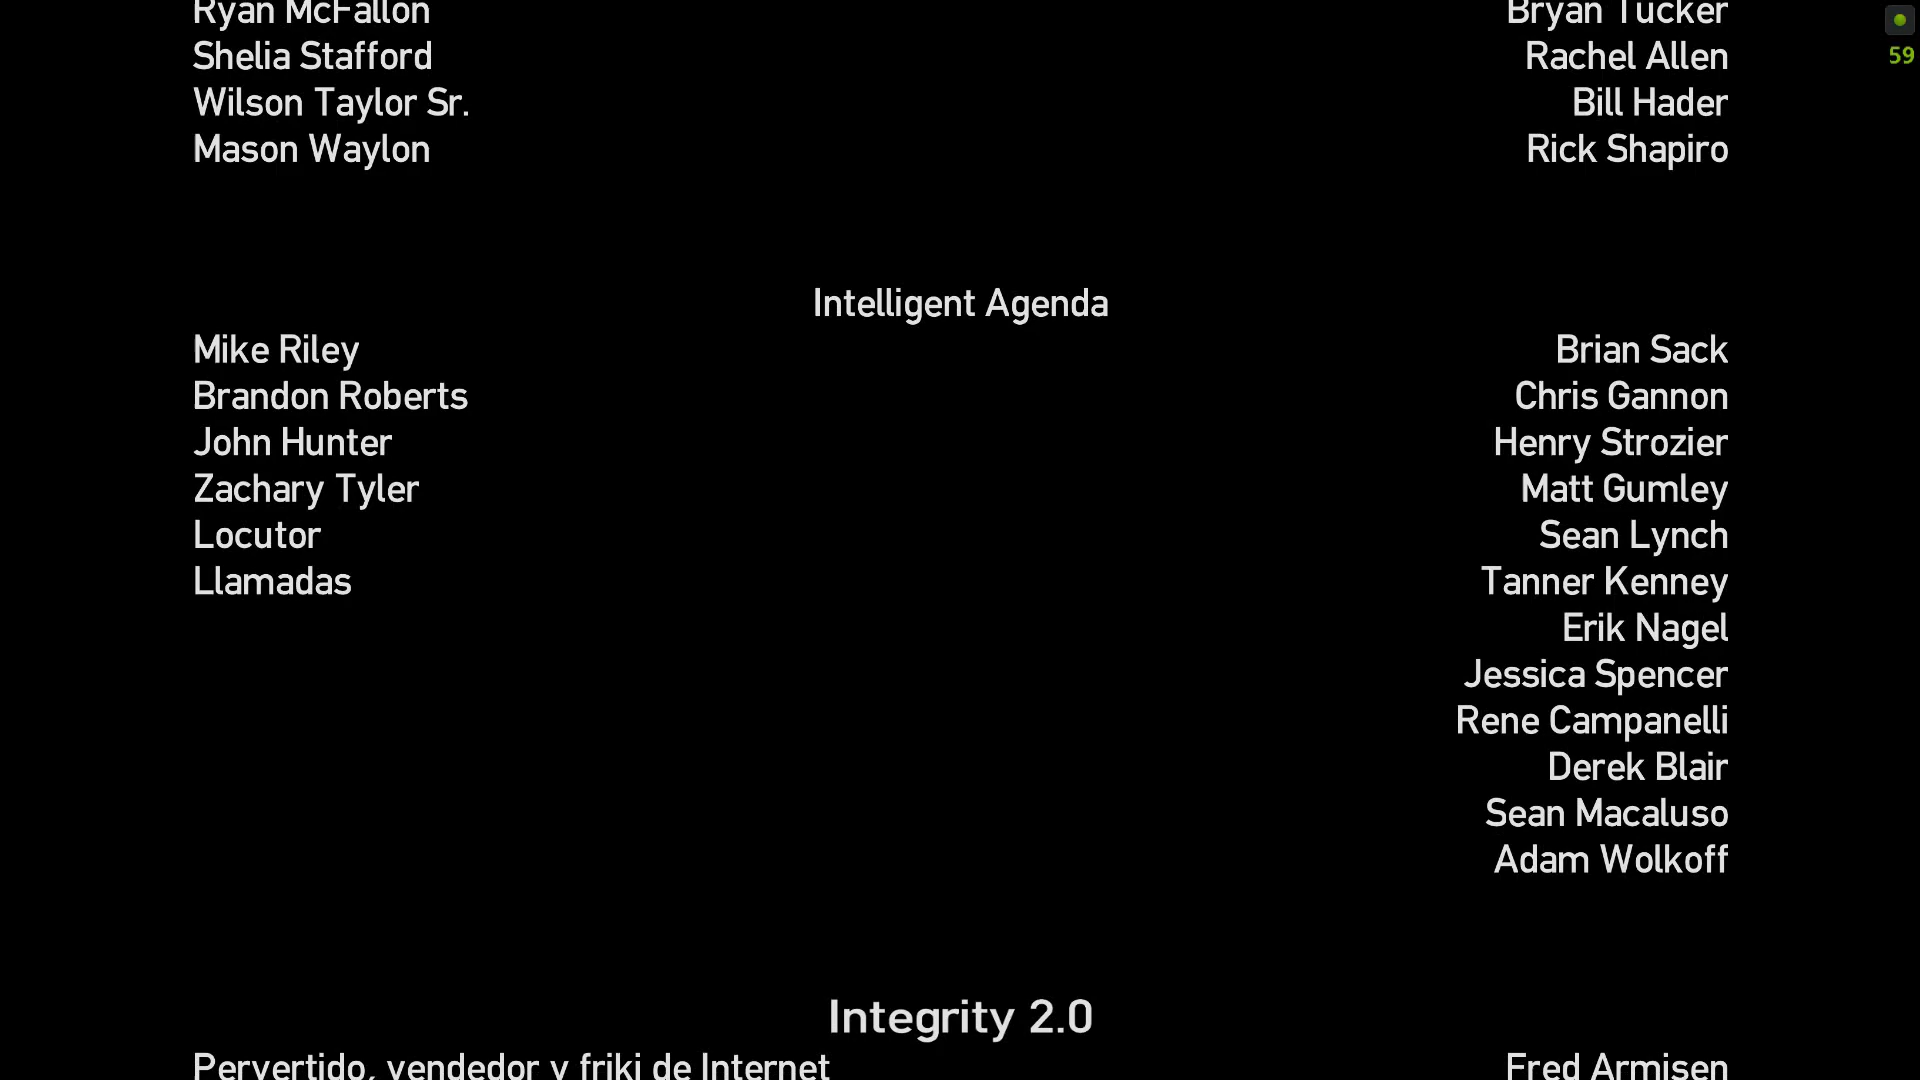 Ryan McFallon Bryan Tucker
Shelia Stafford Rachel Allen
Wilson Taylor Sr. Bill Hader
Mason Waylon Rick Shapiro
Intelligent Agenda
Mike Riley Brian Sack
Brandon Roberts Chris Gannon
John Hunter Henry Strozier
Zachary Tyler Matt Gumley
Locutor Sean Lynch
Llamadas Tanner Kenney
Erik Nagel
Jessica Spencer
Rene Campanelli
Derek Blair
Sean Macaluso
Adam Wolkoff
Integrity 2.0
Pervertido, vendedor y friki de Internet Fred Armisen
59